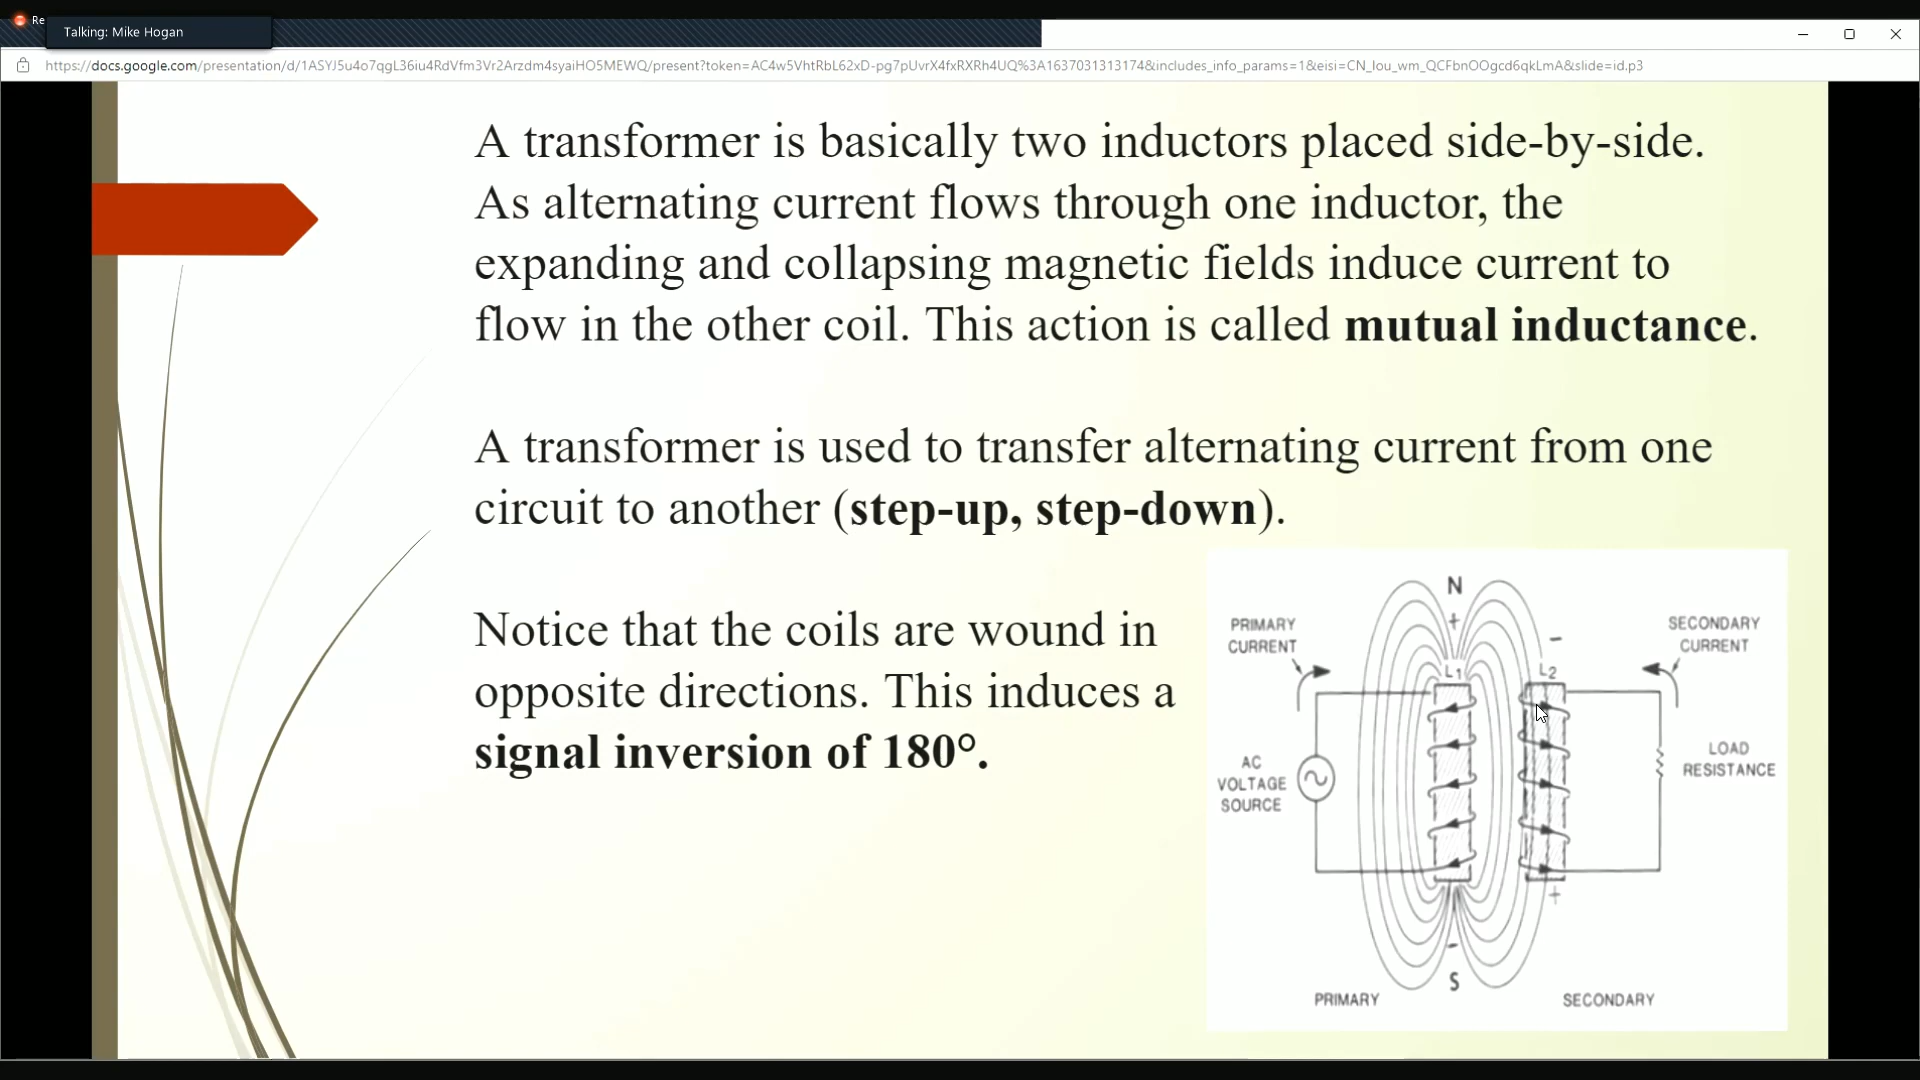 Re
Talking: Mike Hogan
https://docs.google.com/presentation/d/1ASYJ5u4o7qgL36iu4RdVfm3Vr2Arzdm4syaiHO5MEWQ/present?token=AC4w5VhtRbL62xD-pg7pUvrX4fxRXRh4UQ%3A1637031313174&includes_info_params=1&eisi=CN_lou_wm_QCFbnOOgcd6qkLmA&slide=id.p3
A transformer is basically two inductors placed side-by-side.
As alternating current flows through one inductor, the
expanding and collapsing magnetic fields induce current to
flow in the other coil. This action is called mutual inductance.
A transformer is used to transfer alternating current from one
circuit to another (step-up, step-down).
Notice that the coils are wound in
opposite directions. This induces a
signal inversion of 180°.
N
+
PRIMARY
CURRENT
L1
−
L2
SECONDARY
CURRENT
AC
VOLTAGE
SOURCE
LOAD
RESISTANCE
+
−
S
PRIMARY
SECONDARY